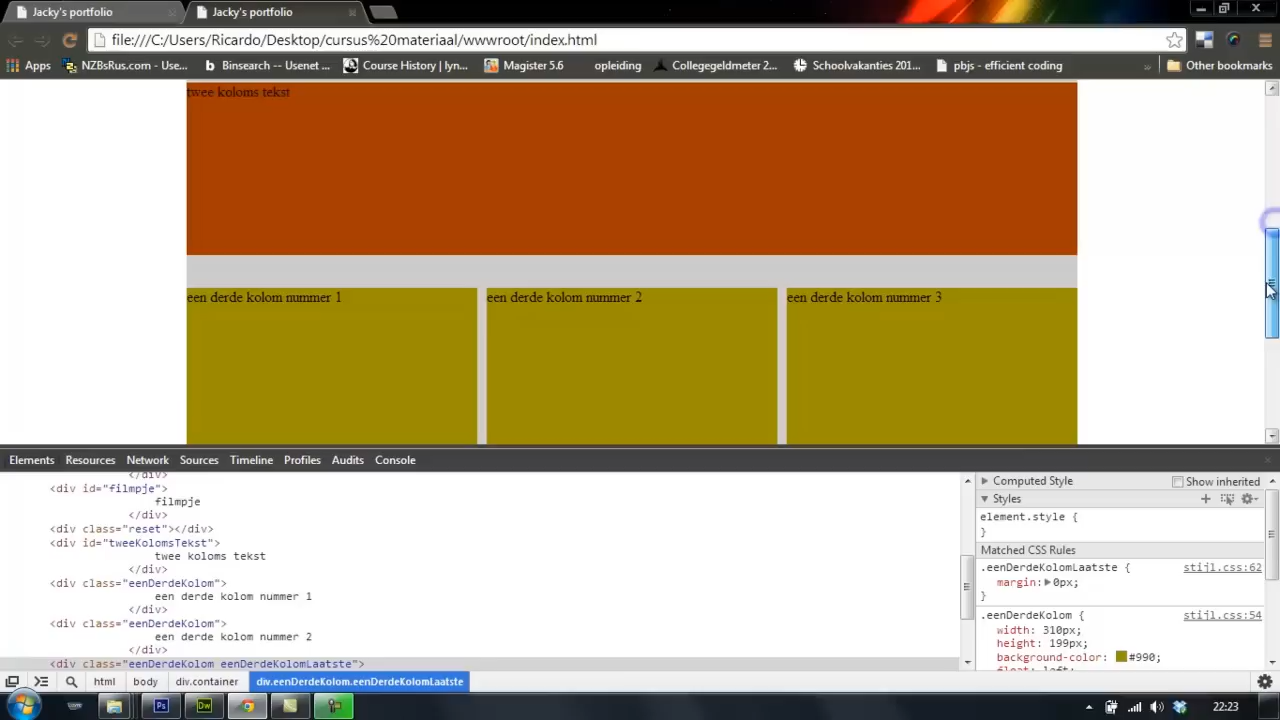 Jacky's portfolio
Jacky's portfolio
file:///C:/Users/Ricardo/Desktop/cursus%20materiaal/wwwroot/index.html
Apps NZBsRus.com - Use... Binsearch -- Usenet ... Course History | lyn... Magister 5.6 opleiding Collegegeldmeter 2... Schoolvakanties 201... pbjs - efficient coding » Other bookmarks
twee koloms tekst
een derde kolom nummer 1 een derde kolom nummer 2 een derde kolom nummer 3
Elements Resources Network Sources Timeline Profiles Audits Console
</div>
<div id="filmpje">
filmpje
</div>
<div class="reset"></div>
<div id="tweeKolomsTekst">
twee koloms tekst
</div>
<div class="eenDerdeKolom">
een derde kolom nummer 1
</div>
<div class="eenDerdeKolom">
een derde kolom nummer 2
</div>
<div class="eenDerdeKolom eenDerdeKolomLaatste">
Computed Style Show inherited
Styles
element.style {
}
Matched CSS Rules
.eenDerdeKolomLaatste { stijl.css:62
margin: 0px;
}
.eenDerdeKolom { stijl.css:54
width: 310px;
height: 199px;
background-color: #990;
float: left;
html body div.container div.eenDerdeKolom.eenDerdeKolomLaatste
Ps Dw 22:23